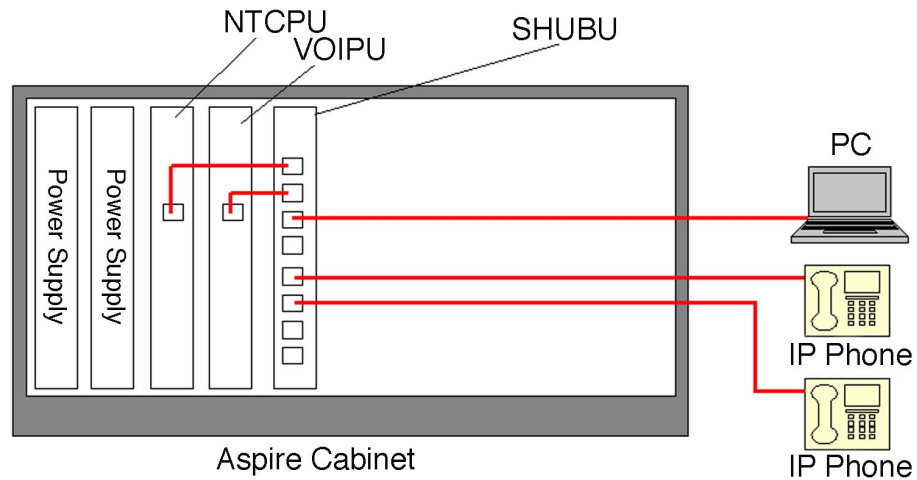 NTCPU
VOIPU
SHUBU
Power Supply
Power Supply
PC
IP Phone
IP Phone
Aspire Cabinet